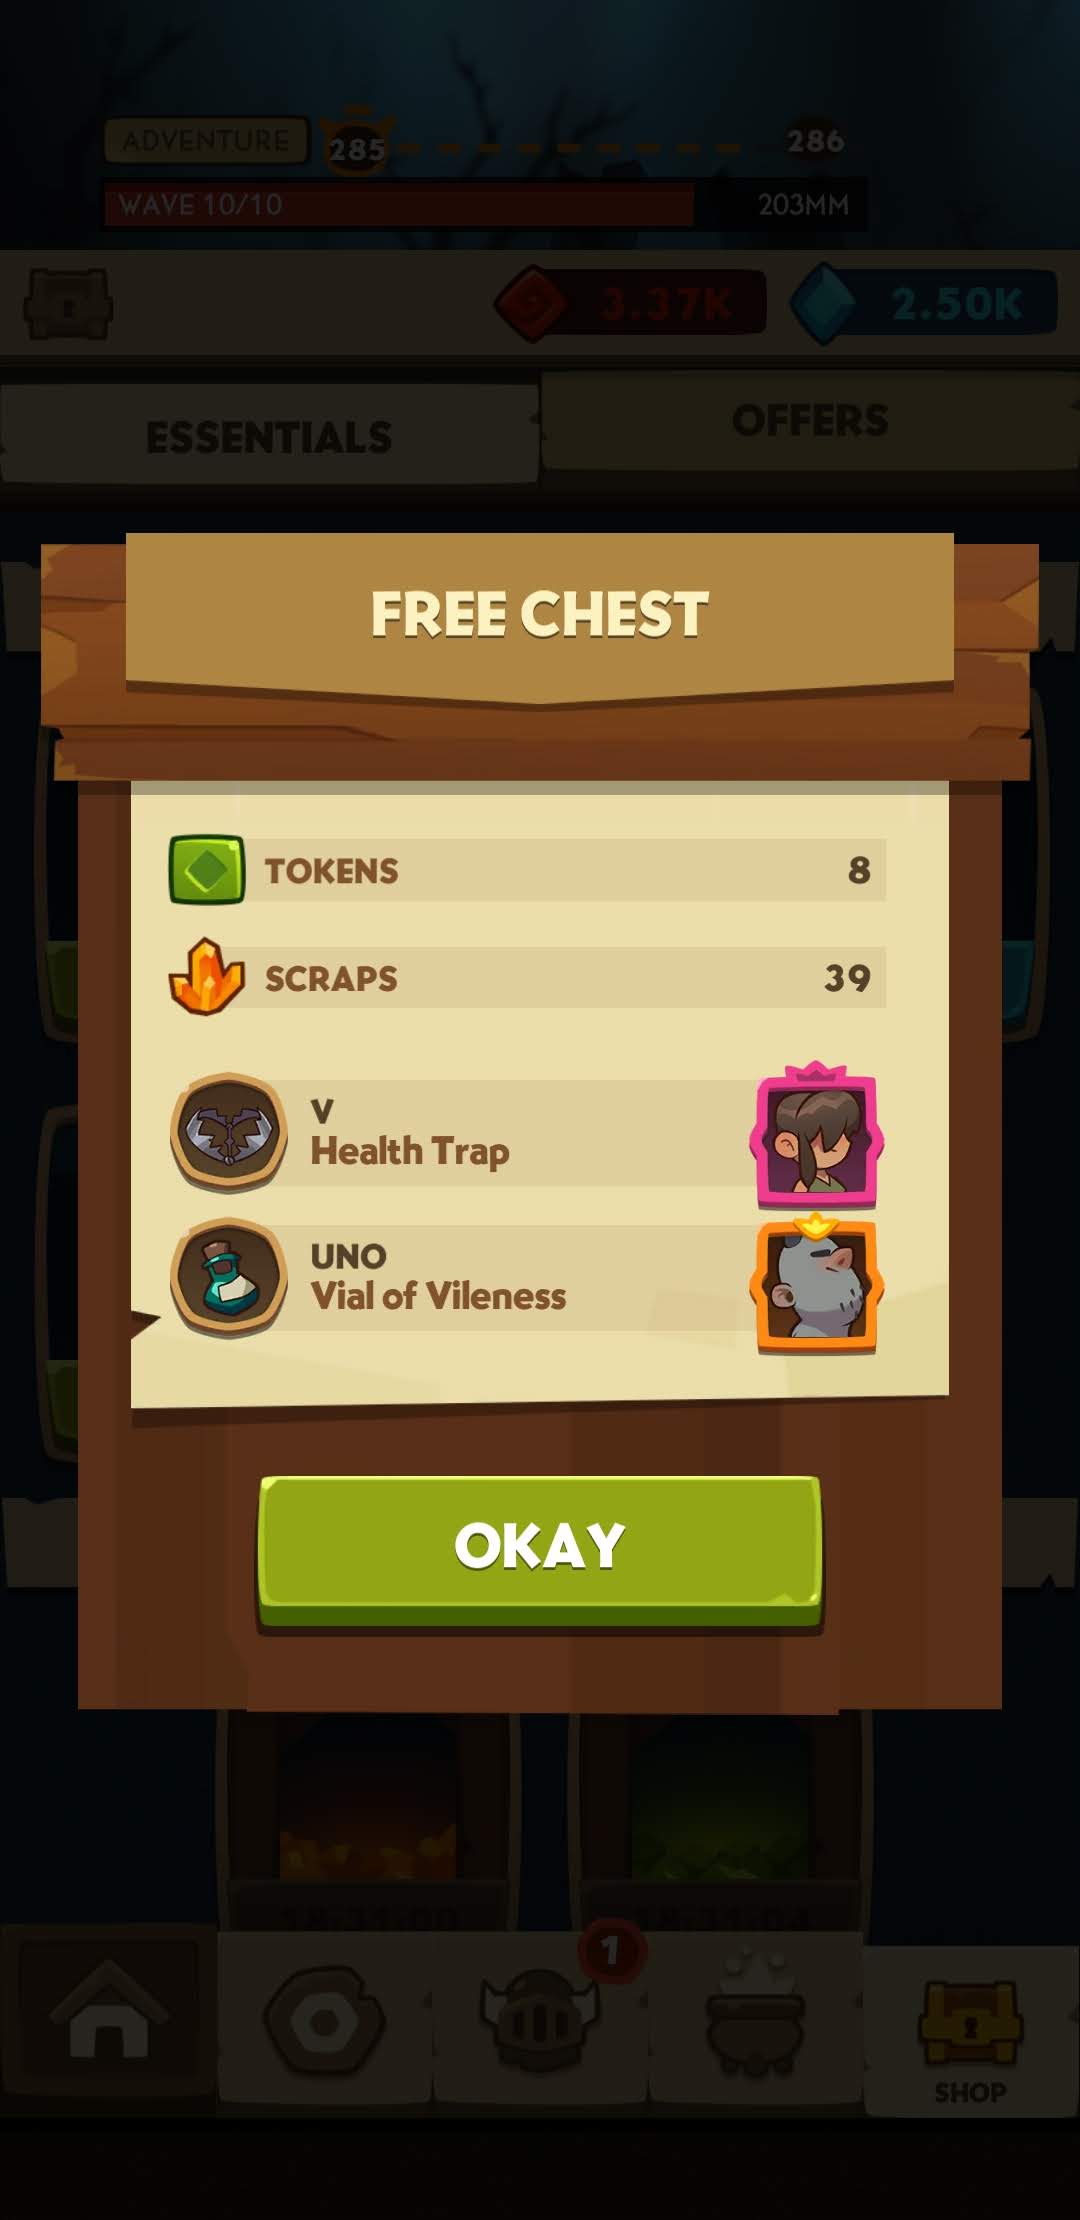 ADVENTURE
285
286
WAVE 10/10
203MM
3.37K
2.50K
ESSENTIALS
OFFERS
FREE CHEST
TOKENS
8
SCRAPS
39
V
Health Trap
UNO
Vial of Vileness
OKAY
1
SHOP